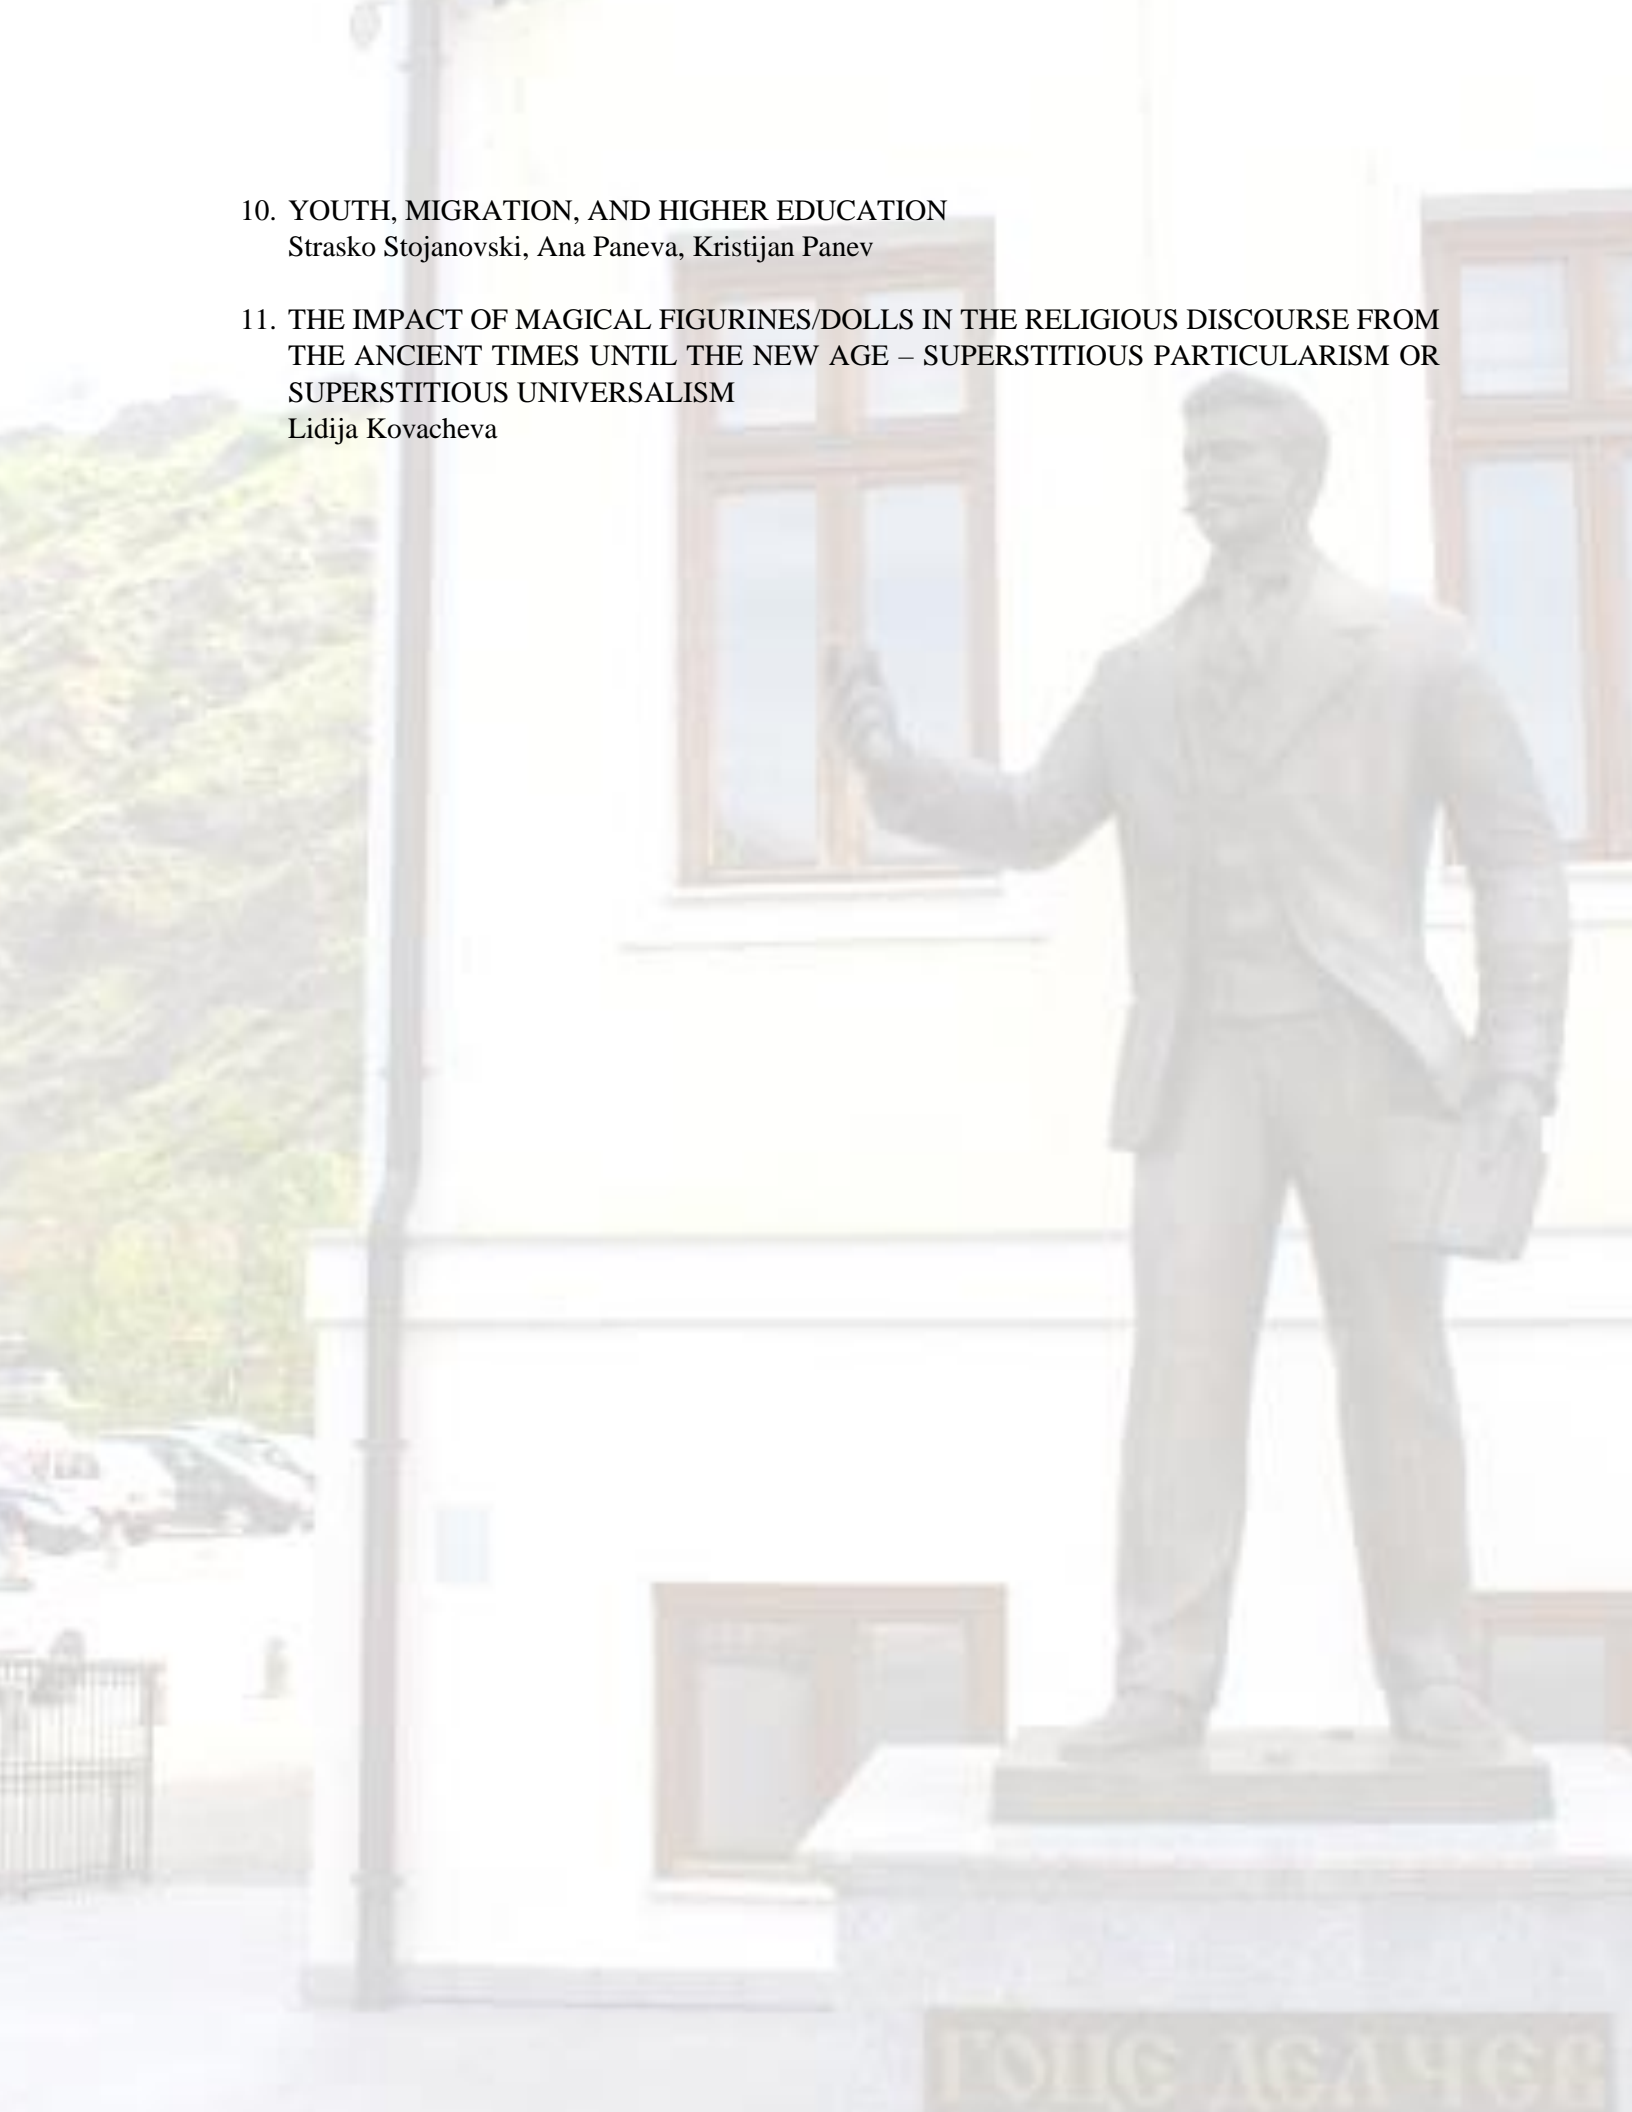 10. YOUTH, MIGRATION, AND HIGHER EDUCATION
Strasko Stojanovski, Ana Paneva, Kristijan Panev
11. THE IMPACT OF MAGICAL FIGURINES/DOLLS IN THE RELIGIOUS DISCOURSE FROM
THE ANCIENT TIMES UNTIL THE NEW AGE – SUPERSTITIOUS PARTICULARISM OR
SUPERSTITIOUS UNIVERSALISM
Lidija Kovacheva
ГОЦЕ ДЕЛЧЕВ